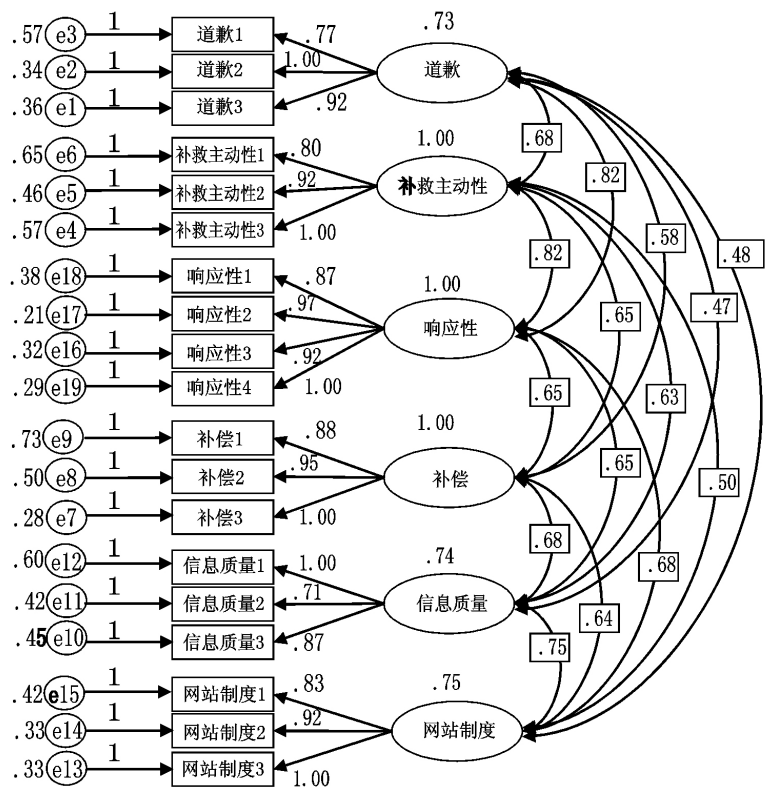 .57 e3 1 道歉1 .77 .73
.34 e2 1 道歉2 1.00 道歉
.36 e1 1 道歉3 .92
.68
.65 e6 1 补救主动性1 .80 1.00
.46 e5 1 补救主动性2 .92 补救主动性 .82
.57 e4 1 补救主动性3 1.00
.82 .58 .48
.38 e18 1 响应性1 .87 1.00
.21 e17 1 响应性2 .97 响应性 .65 .47
.32 e16 1 响应性3 .92
.29 e19 1 响应性4 1.00
.65 .63
.73 e9 1 补偿1 .88 1.00
.50 e8 1 补偿2 .95 补偿 .65 .50
.28 e7 1 补偿3 1.00
.68
.60 e12 1 信息质量1 1.00 .74 .68
.42 e11 1 信息质量2 .71 信息质量
.45 e10 1 信息质量3 .87 .64
.75
.42 e15 1 网站制度1 .83 .75
.33 e14 1 网站制度2 .92 网站制度
.33 e13 1 网站制度3 1.00